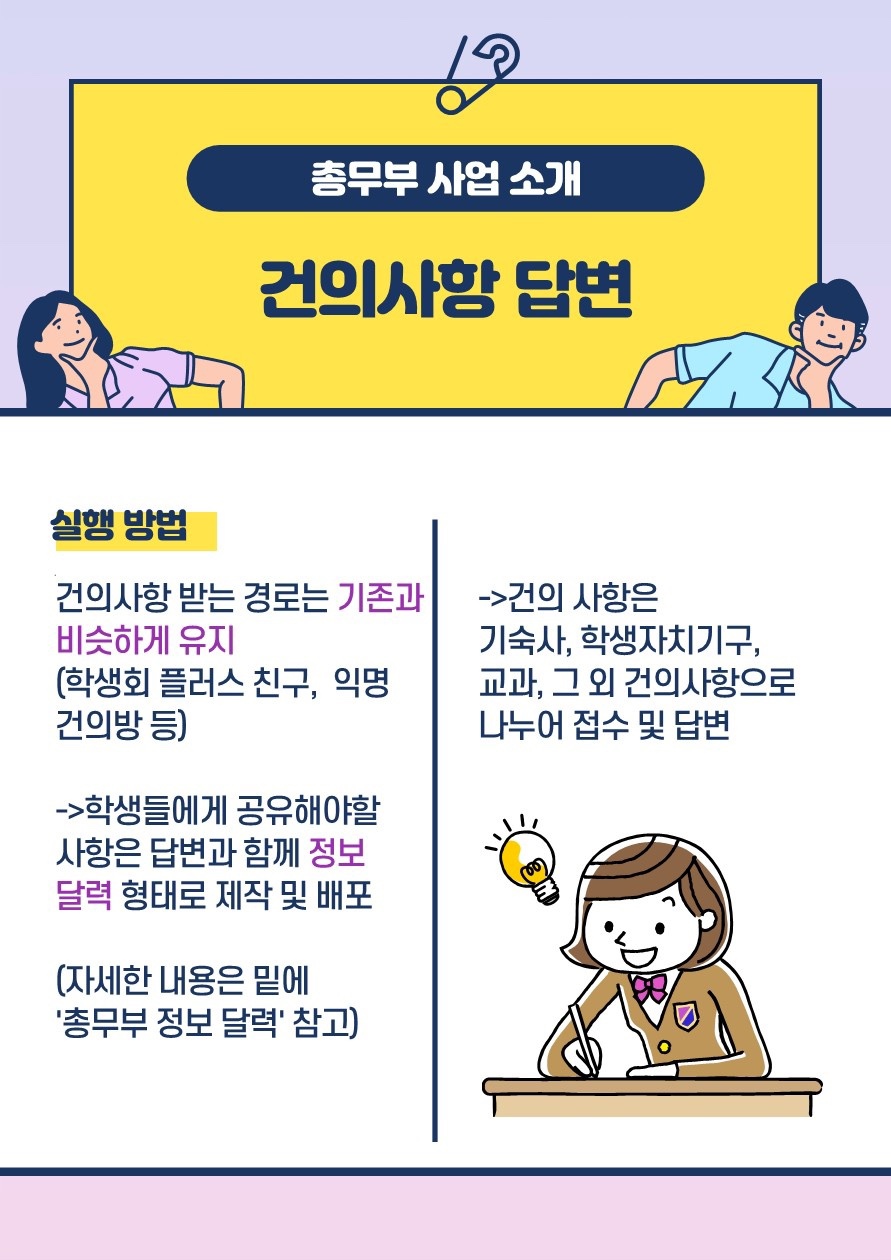 총무부 사업 소개
건의사항 답변
실행 방법
건의사항 받는 경로는 기존과
비슷하게 유지
(학생회 플러스 친구, 익명
건의방 등)
->학생들에게 공유해야할
사항은 답변과 함께 정보
달력 형태로 제작 및 배포
(자세한 내용은 밑에
'총무부 정보 달력' 참고)
->건의 사항은
기숙사, 학생자치기구,
교과, 그 외 건의사항으로
나누어 접수 및 답변